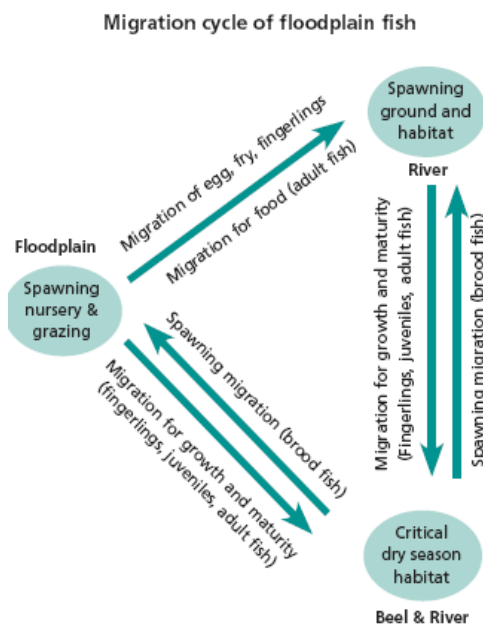 Migration cycle of floodplain fish
Spawning
ground and
habitat
River
Migration of egg, fry, fingerlings
Migration for food (adult fish)
Floodplain
Spawning
nursery &
grazing
Spawning migration (brood fish)
Migration for growth and maturity
(fingerlings, juveniles, adult fish)
Migration for growth and maturity
(Fingerlings, juveniles, adult fish)
Spawning migration (brood fish)
Critical
dry season
habitat
Beel & River